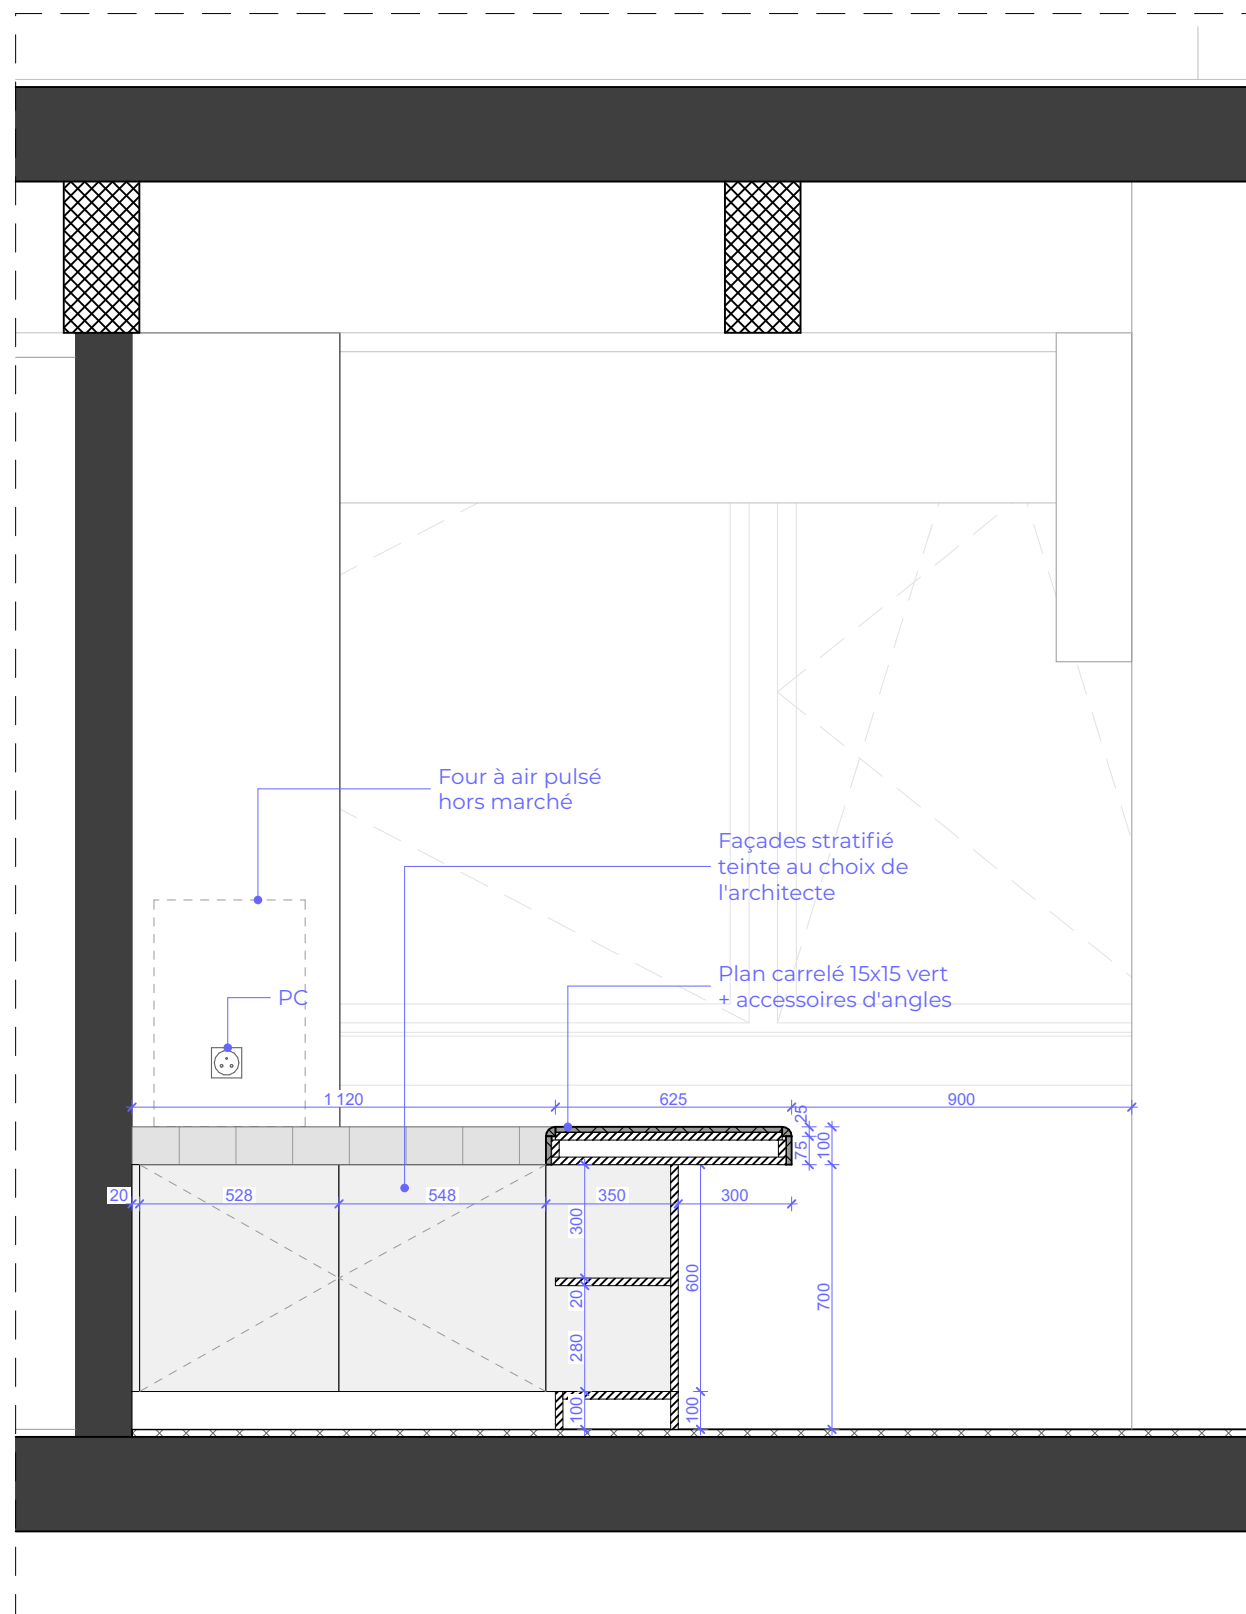 Four à air pulsé
hors marché
Façades stratifié
teinte au choix de
l'architecte
Plan carrelé 15x15 vert
+ accessoires d'angles
PC
1 120
625
900
25
75
100
20
528
548
350
300
300
20
280
100
600
100
700